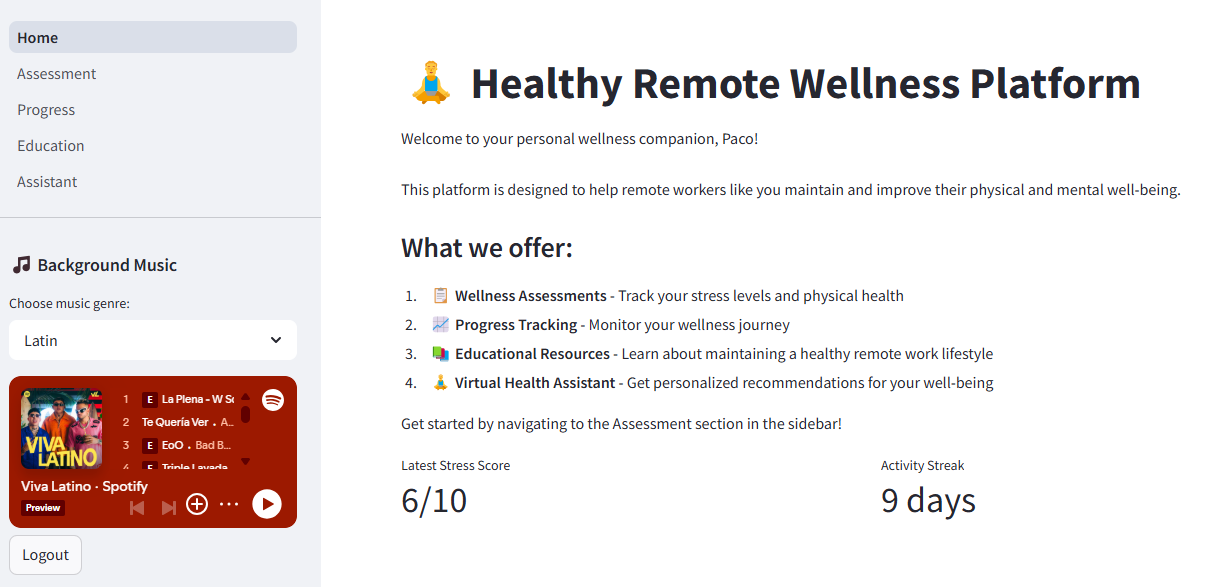 Home
Assessment
Progress
Education
Assistant
Background Music
Choose music genre:
Latin
VIVA
LATINO
1 E La Plena - W So
2 Te Quería Ver . A...
3 E EoO . Bad B...
4 E Triple Lavada
Viva Latino · Spotify
Preview
Logout
Healthy Remote Wellness Platform
Welcome to your personal wellness companion, Paco!
This platform is designed to help remote workers like you maintain and improve their physical and mental well-being.
What we offer:
1. Wellness Assessments - Track your stress levels and physical health
2. Progress Tracking - Monitor your wellness journey
3. Educational Resources - Learn about maintaining a healthy remote work lifestyle
4. Virtual Health Assistant - Get personalized recommendations for your well-being
Get started by navigating to the Assessment section in the sidebar!
Latest Stress Score
6/10
Activity Streak
9 days